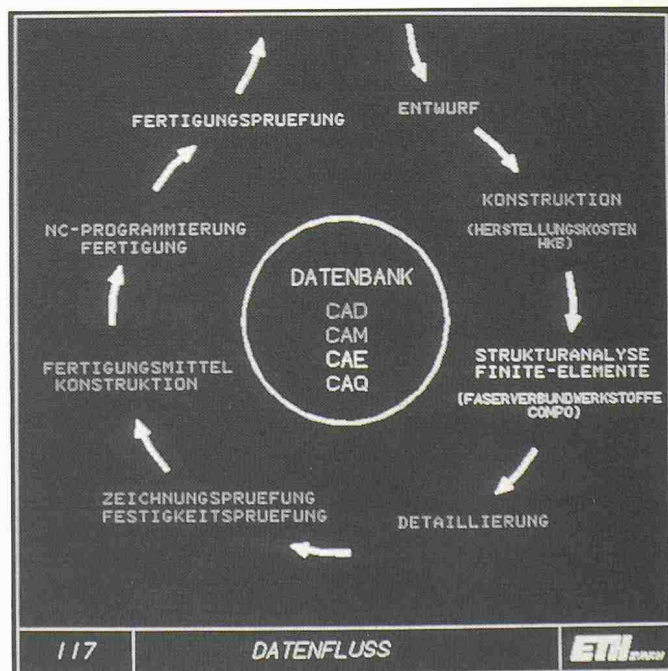 ENTWURF
KONSTRUKTION
(HERSTELLUNGSKOSTEN
HKB)
STRUKTURANALYSE
FINITE-ELEMENTE
(FASERVERBUNDWERKSTOFFE
COMPO)
DETAILLIERUNG
ZEICHNUNGSPRUEFUNG
FESTIGKEITSPRUEFUNG
FERTIGUNGSMITTEL
KONSTRUKTION
NC-PROGRAMMIERUNG
FERTIGUNG
FERTIGUNGSPRUEFUNG
DATENBANK
CAD
CAM
CAE
CAQ
117
DATENFLUSS
ETH ZUERICH